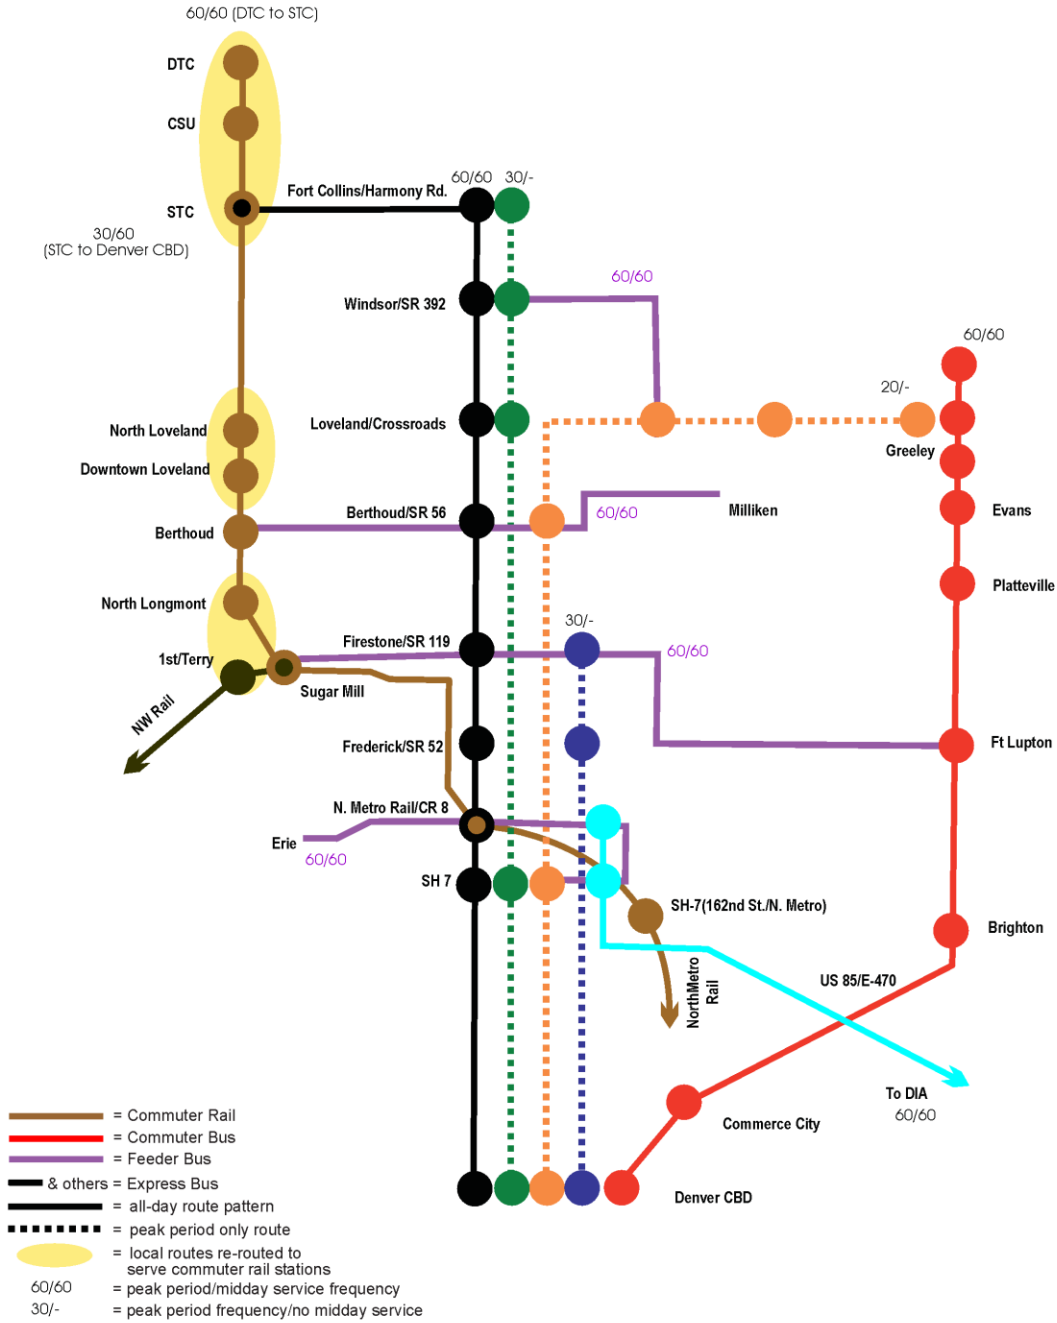 60/60 (DTC to STC)
DTC
CSU
STC
30/60
(STC to Denver CBD)
Fort Collins/Harmony Rd.
60/60
30/-
Windsor/SR 392
60/60
60/60
20/-
Greeley
North Loveland
Downtown Loveland
Loveland/Crossroads
Berthoud/SR 56
60/60
Milliken
Evans
Berthoud
Platteville
North Longmont
30/-
Firestone/SR 119
60/60
1st/Terry
Sugar Mill
NW Rail
Frederick/SR 52
Ft Lupton
N. Metro Rail/CR 8
Erie
60/60
SH 7
SH-7(162nd St./N. Metro)
Brighton
NorthMetro
Rail
US 85/E-470
To DIA
60/60
Commerce City
Denver CBD
= Commuter Rail
= Commuter Bus
= Feeder Bus
& others = Express Bus
= all-day route pattern
= peak period only route
= local routes re-routed to
serve commuter rail stations
60/60 = peak period/midday service frequency
30/- = peak period frequency/no midday service